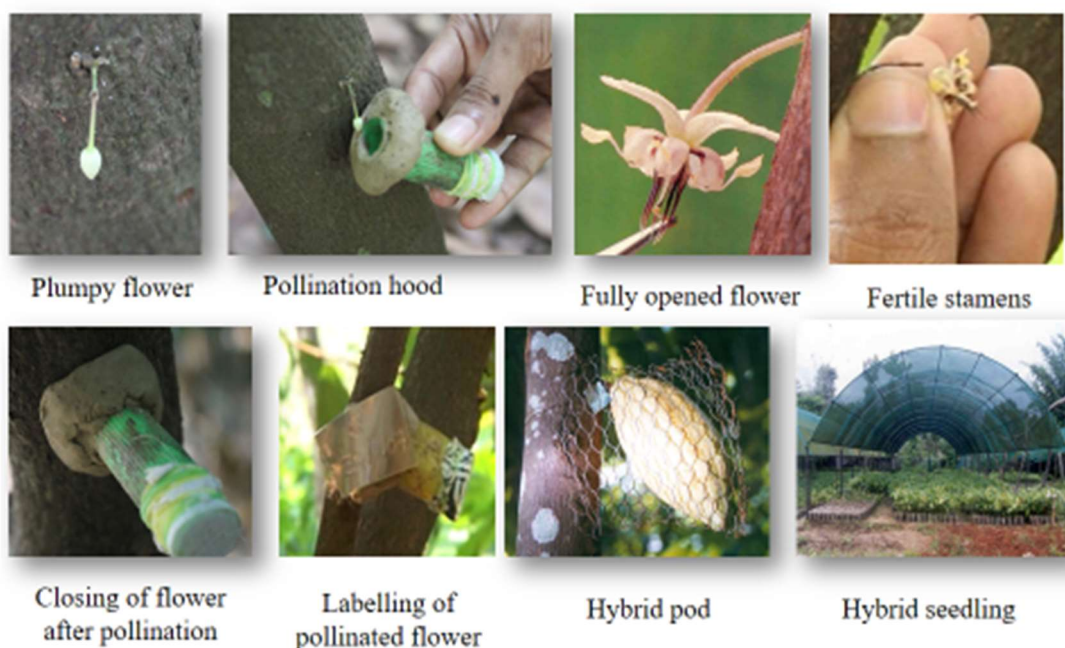 Plumpy flower
Pollination hood
Fully opened flower
Fertile stamens
Closing of flower
after pollination
Labelling of
pollinated flower
Hybrid pod
Hybrid seedling